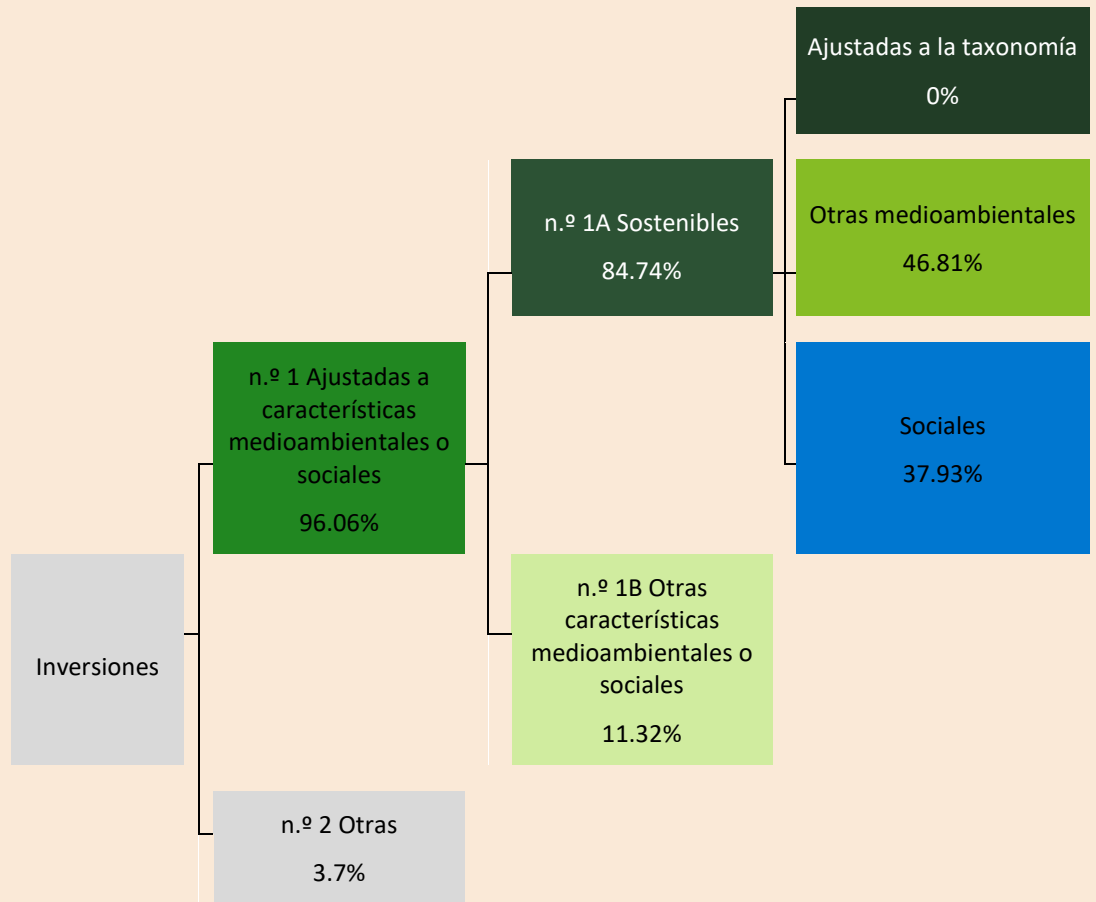 Ajustadas a la taxonomía
0%
n.º 1A Sostenibles
84.74%
Otras medioambientales
46.81%
n.º 1 Ajustadas a
características
medioambientales o
sociales
96.06%
Sociales
37.93%
Inversiones
n.º 1B Otras
características
medioambientales o
sociales
11.32%
n.º 2 Otras
3.7%